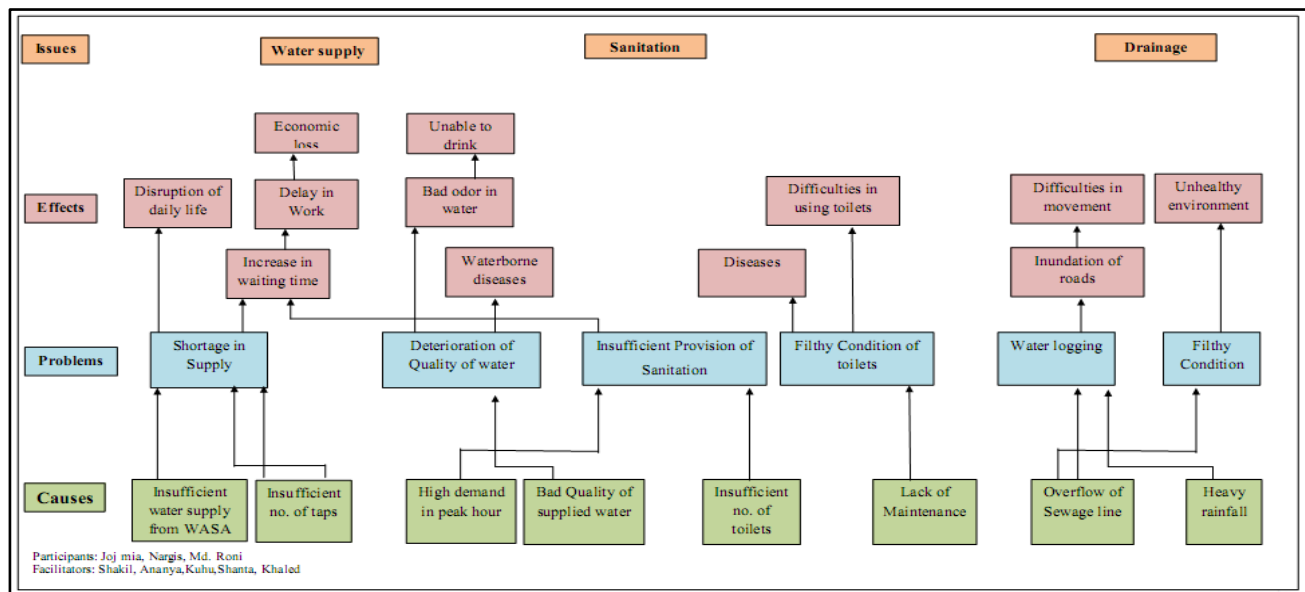 Issues
Water supply
Sanitation
Drainage
Economic
loss
Unable to
drink
Effects
Disruption of
daily life
Delay in
Work
Bad odor in
water
Difficulties in
using toilets
Difficulties in
movement
Unhealthy
environment
Increase in
waiting time
Waterborne
diseases
Diseases
Inundation of
roads
Problems
Shortage in
Supply
Deterioration of
Quality of water
Insufficient Provision of
Sanitation
Filthy Condition of
toilets
Water logging
Filthy
Condition
Causes
Insufficient
water supply
from WASA
Insufficient
no. of taps
High demand
in peak hour
Bad Quality of
supplied water
Insufficient
no. of
toilets
Lack of
Maintenance
Overflow of
Sewage line
Heavy
rainfall
Participants: Joj mia, Nargis, Md. Roni
Facilitators: Shakil, Ananya,Kuhu,Shanta, Khaled